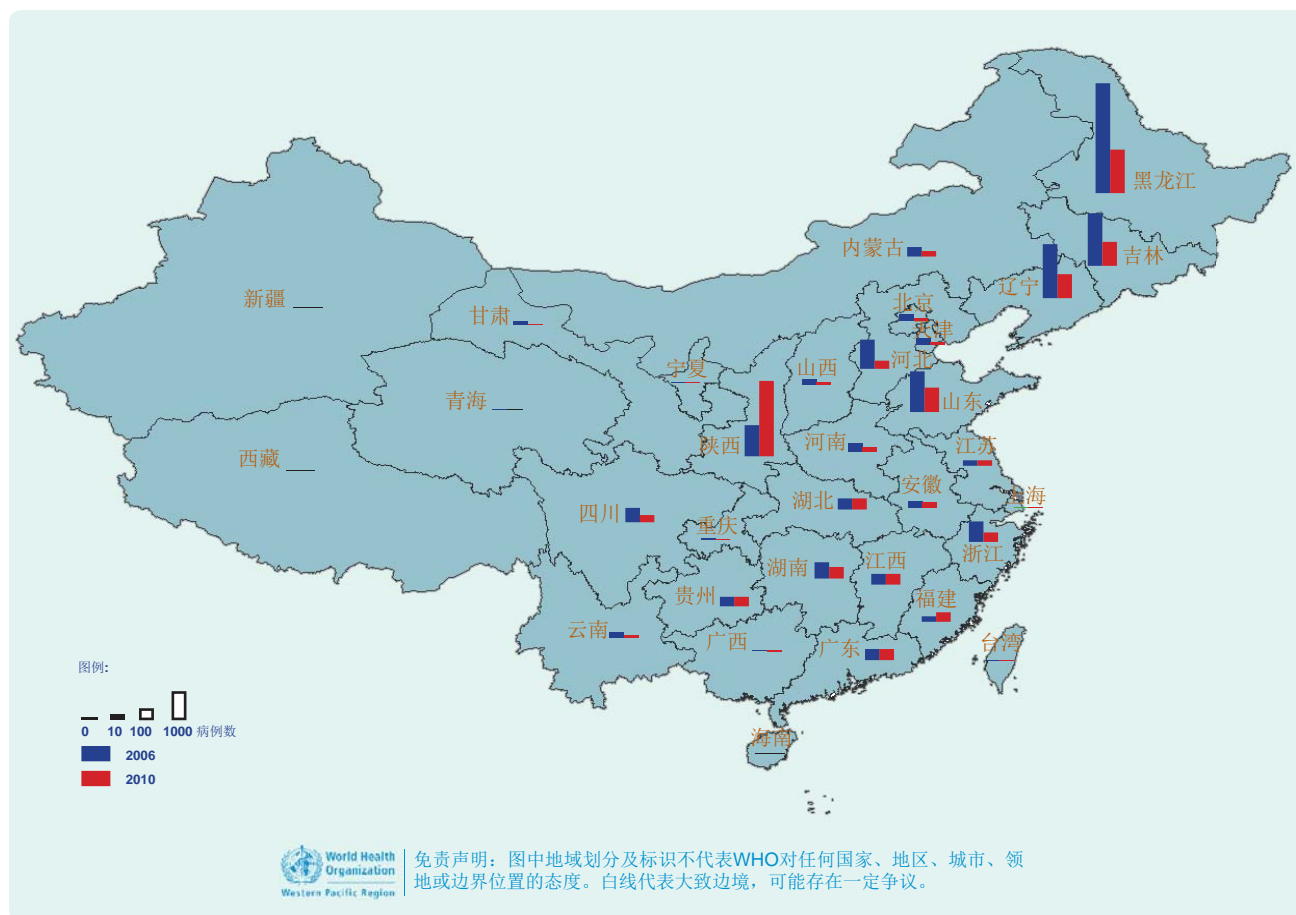 黑龙江
内蒙古
吉林
辽宁
新疆
北京
甘肃
天津
宁夏
山西
河北
青海
山东
陕西
河南
江苏
西藏
安徽
湖北
上海
四川
重庆
浙江
湖南
江西
贵州
福建
云南
广西
广东
台湾
海南
图例:
0 10 100 1000 病例数
2006
2010
World Health
Organization
Western Pacific Region
免责声明：图中地域划分及标识不代表WHO对任何国家、地区、城市、领
地或边界位置的态度。白线代表大致边境，可能存在一定争议。